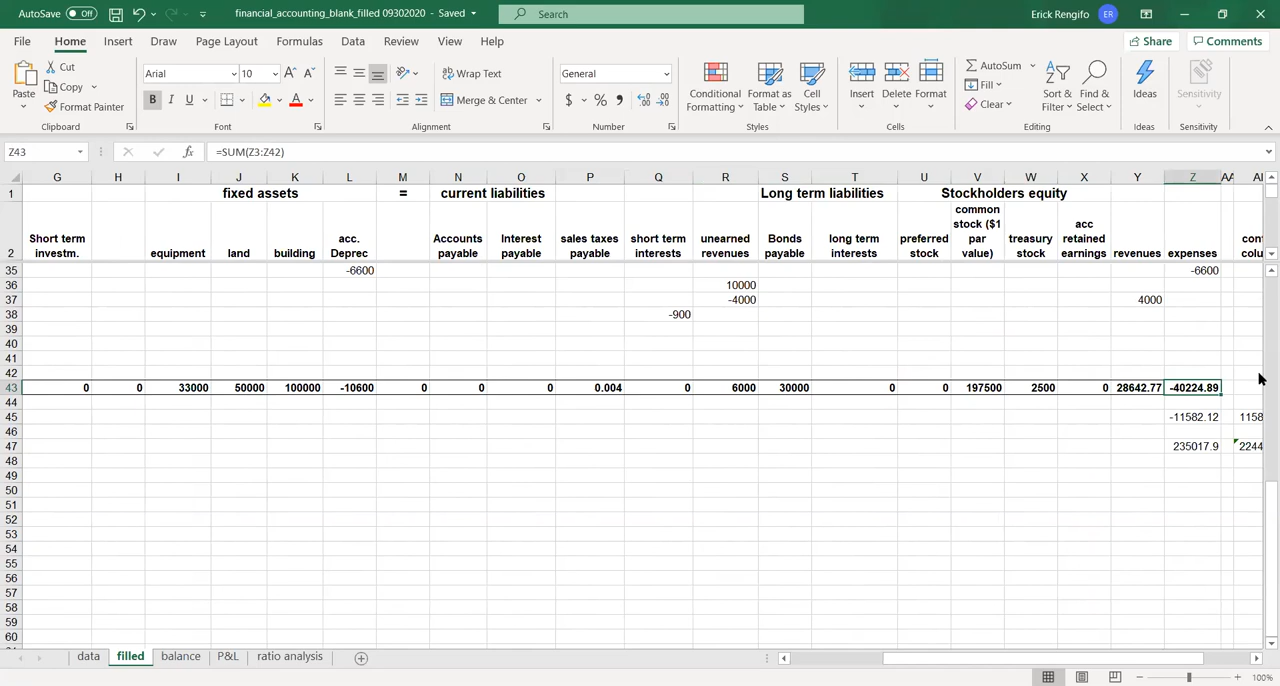 AutoSave Off financial_accounting_blank_filled 09302020 - Saved Search Erick Rengifo ER
File Home Insert Draw Page Layout Formulas Data Review View Help Share Comments
Paste Cut Copy Format Painter Clipboard
Arial 10 A A B I U A Font
Wrap Text Merge & Center Alignment
General $ % 9 Number
Conditional Formatting Format as Table Cell Styles Styles
Insert Delete Format Cells
AutoSum Fill Clear Sort & Filter Find & Select Editing
Ideas Ideas
Sensitivity Sensitivity
Z43 fx =SUM(Z3:Z42)
G H I J K L M N O P Q R S T U V W X Y Z AA
1 fixed assets = current liabilities Long term liabilities Stockholders equity
2 Short term investm. equipment land building acc. Deprec Accounts payable Interest payable sales taxes payable short term interests unearned revenues Bonds payable long term interests preferred stock common stock ($1 par value) treasury stock acc retained earnings revenues expenses
35 -6600 -6600
36 10000
37 -4000 4000
38 -900
39
40
41
42
43 0 0 33000 50000 100000 -10600 0 0 0 0.004 0 6000 30000 0 0 197500 2500 0 28642.77 -40224.89
44
45 -11582.12 1158
46
47 235017.9 2244
48
49
50
51
52
53
54
55
56
57
58
59
60
data filled balance P&L ratio analysis
100%